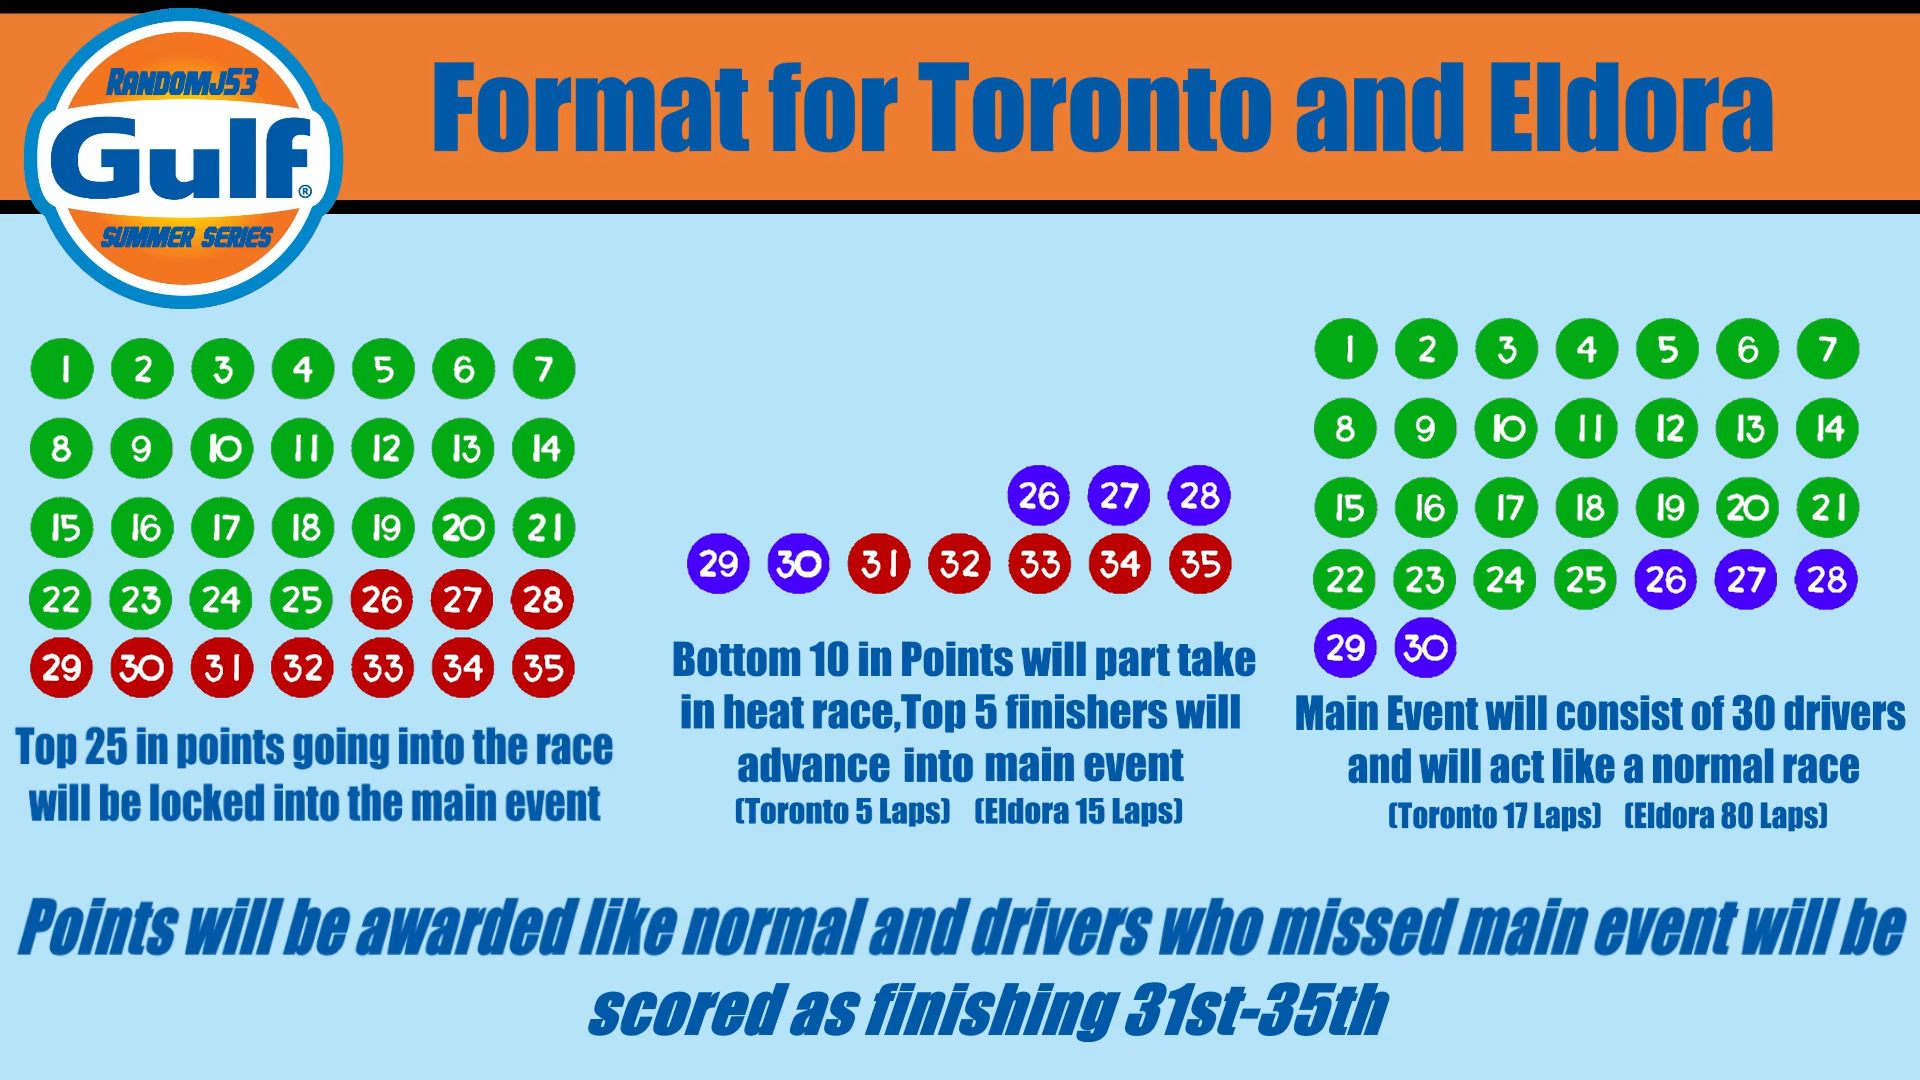 RANDOMJ53
Gulf®
SUMMER SERIES
Format for Toronto and Eldora
1 2 3 4 5 6 7
8 9 10 11 12 13 14
15 16 17 18 19 20 21
22 23 24 25 26 27 28
29 30 31 32 33 34 35
Top 25 in points going into the race
will be locked into the main event
26 27 28
29 30 31 32 33 34 35
Bottom 10 in Points will part take
in heat race,Top 5 finishers will
advance into main event
(Toronto 5 Laps) (Eldora 15 Laps)
1 2 3 4 5 6 7
8 9 10 11 12 13 14
15 16 17 18 19 20 21
22 23 24 25 26 27 28
29 30
Main Event will consist of 30 drivers
and will act like a normal race
(Toronto 17 Laps) (Eldora 80 Laps)
Points will be awarded like normal and drivers who missed main event will be
scored as finishing 31st-35th